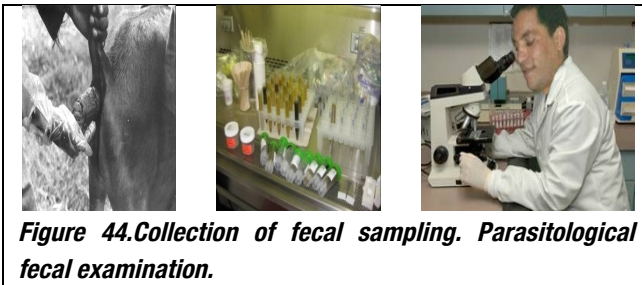 Figure 44.Collection of fecal sampling. Parasitological
fecal examination.